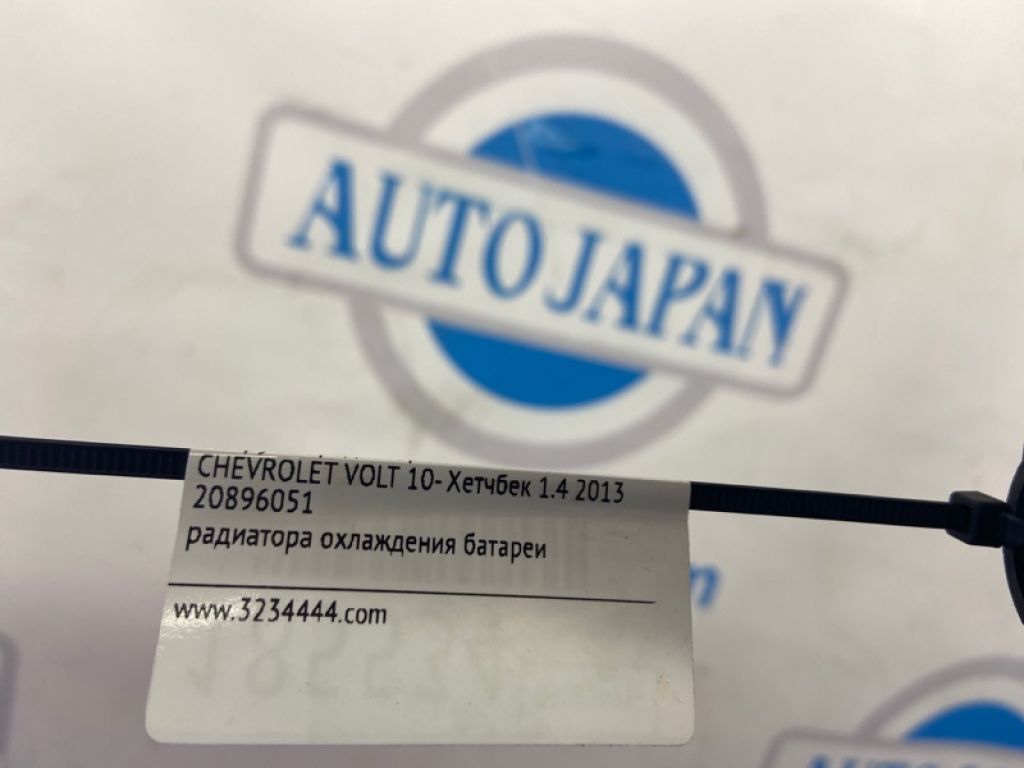 AUTO JAPAN
CHEVROLET VOLT 10- Хетчбек 1.4 2013
20896051
радиатора охлаждения батареи
www.3234444.com